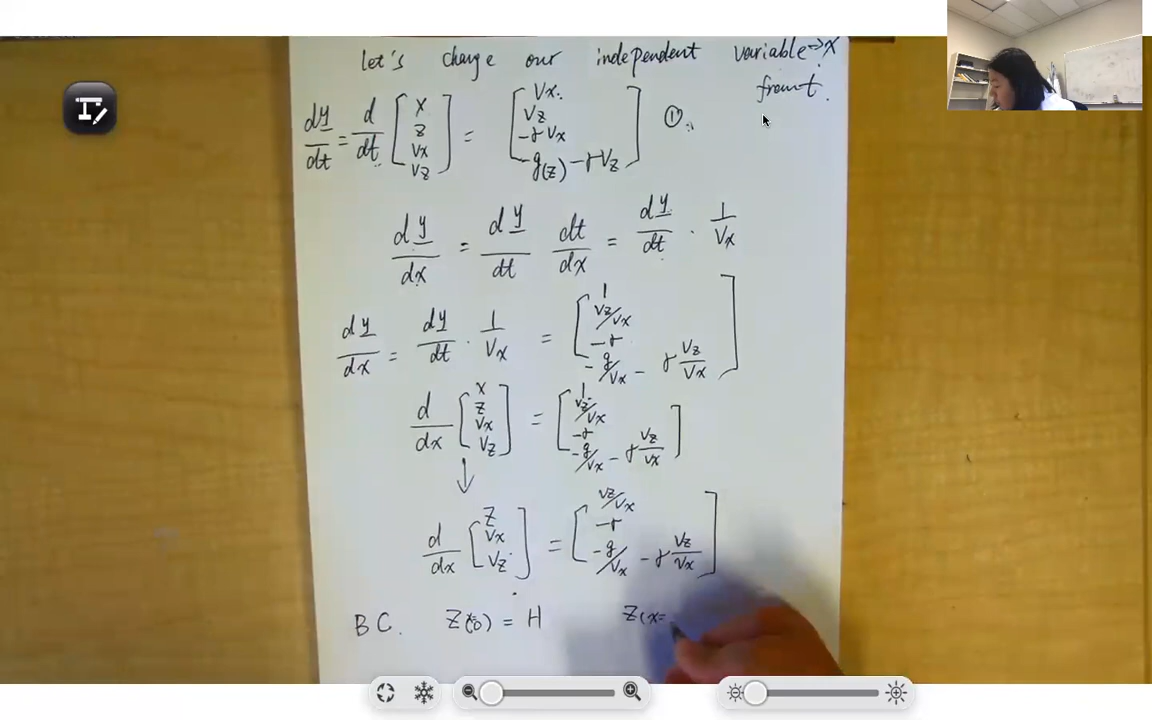 let's change our independent variable → x
from t.
dy/dt = d/dt [x z vx vz] = [vx. vz -γvx -g(z) - γvz] ①.
dy/dx = dy/dt dt/dx = dy/dt · 1/vx
dy/dx = dy/dt · 1/vx = [1 vz/vx -γ -g/vx - γ vz/vx]
d/dx [x z vx vz] = [1 vz/vx -γ -g/vx - γ vz/vx]
↓
d/dx [z vx vz] = [vz/vx -γ -g/vx - γ vz/vx]
B C. z(0) = H z(x=